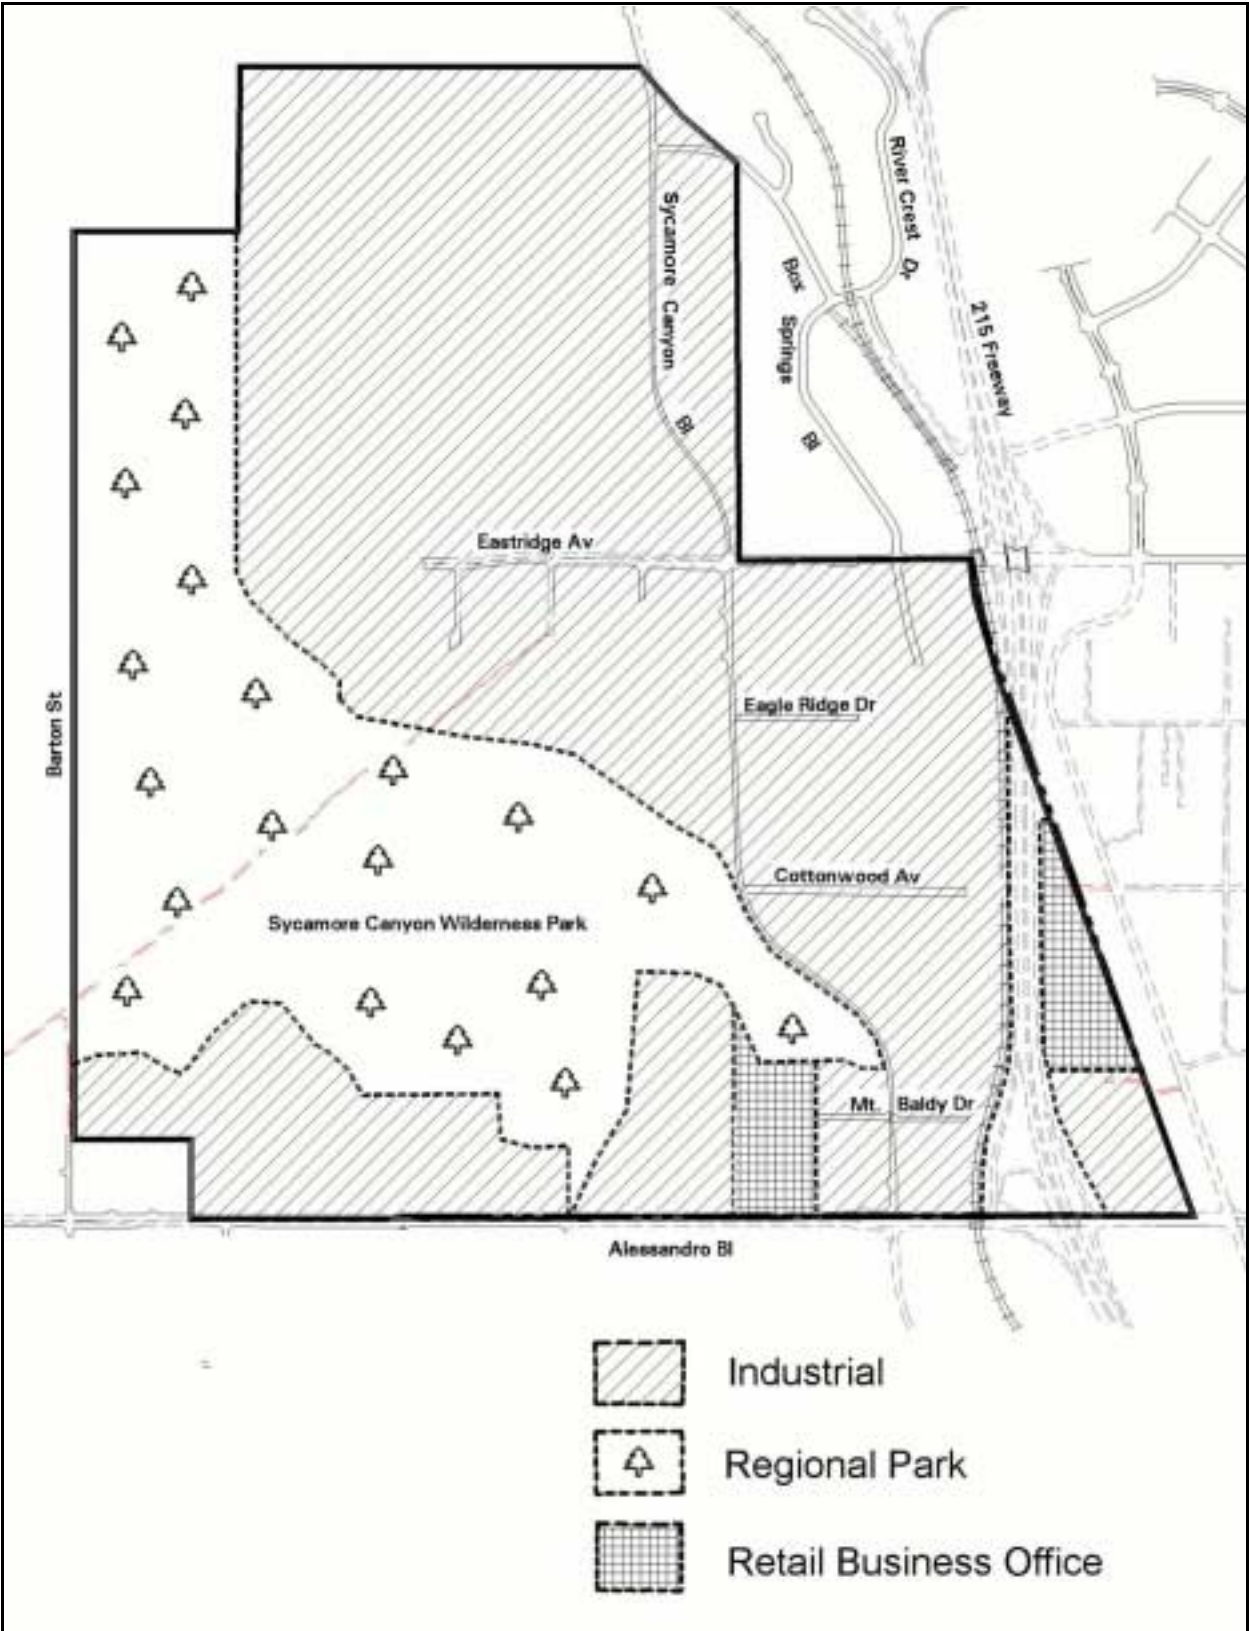 River Crest Dr
Sycamore Canyon Bl
Box Springs Bl
215 Freeway
Eastridge Av
Barton St
Eagle Ridge Dr
Cottonwood Av
Sycamore Canyon Wilderness Park
Mt. Baldy Dr
Alessandro Bl
Industrial
Regional Park
Retail Business Office